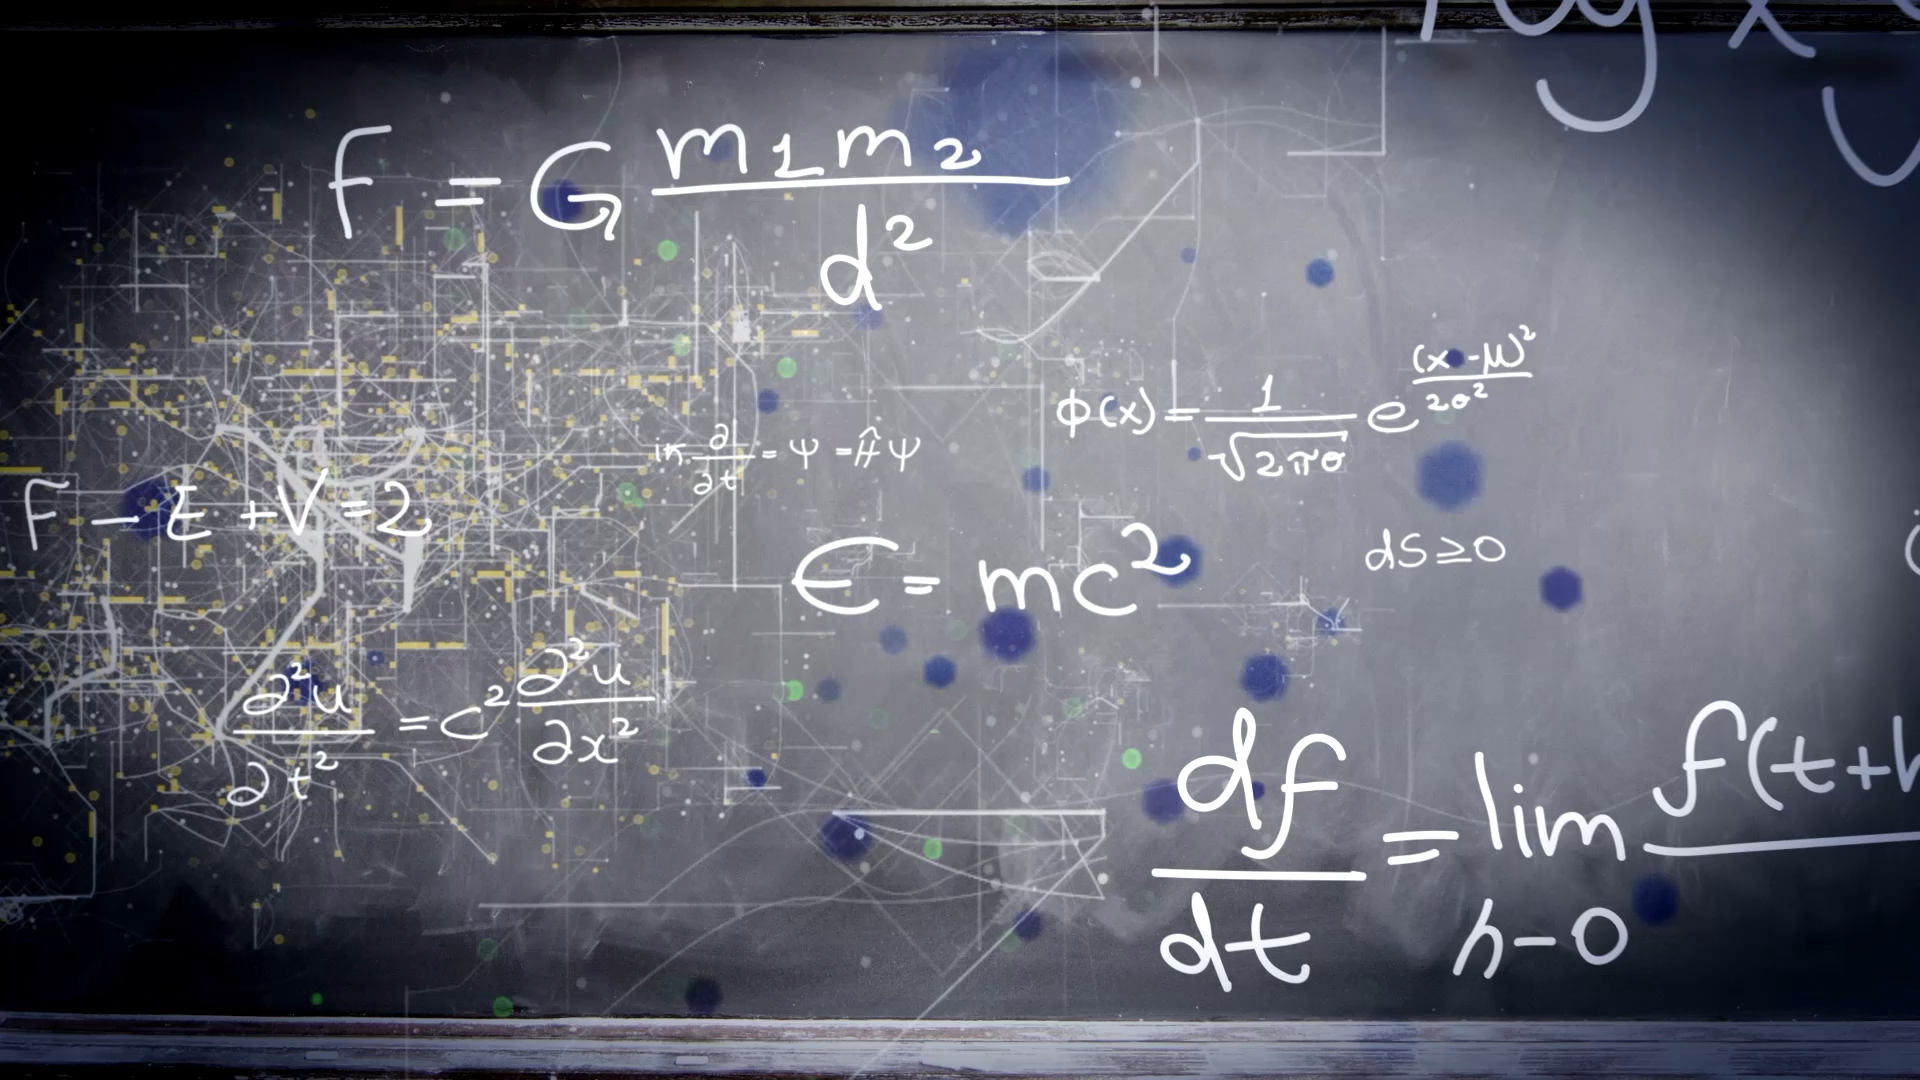 log x
F = G m₁m₂ / d²
ϕ(x) = 1 / √2πσ e (x-μ)² / 2σ²
iħ ∂ / ∂t = Ψ = Ĥ Ψ
F - E + V = 2
E = mc²
dS ≥ 0
∂²u / ∂t² = c² ∂²u / ∂x²
df / dt = lim h-0 f(t+h